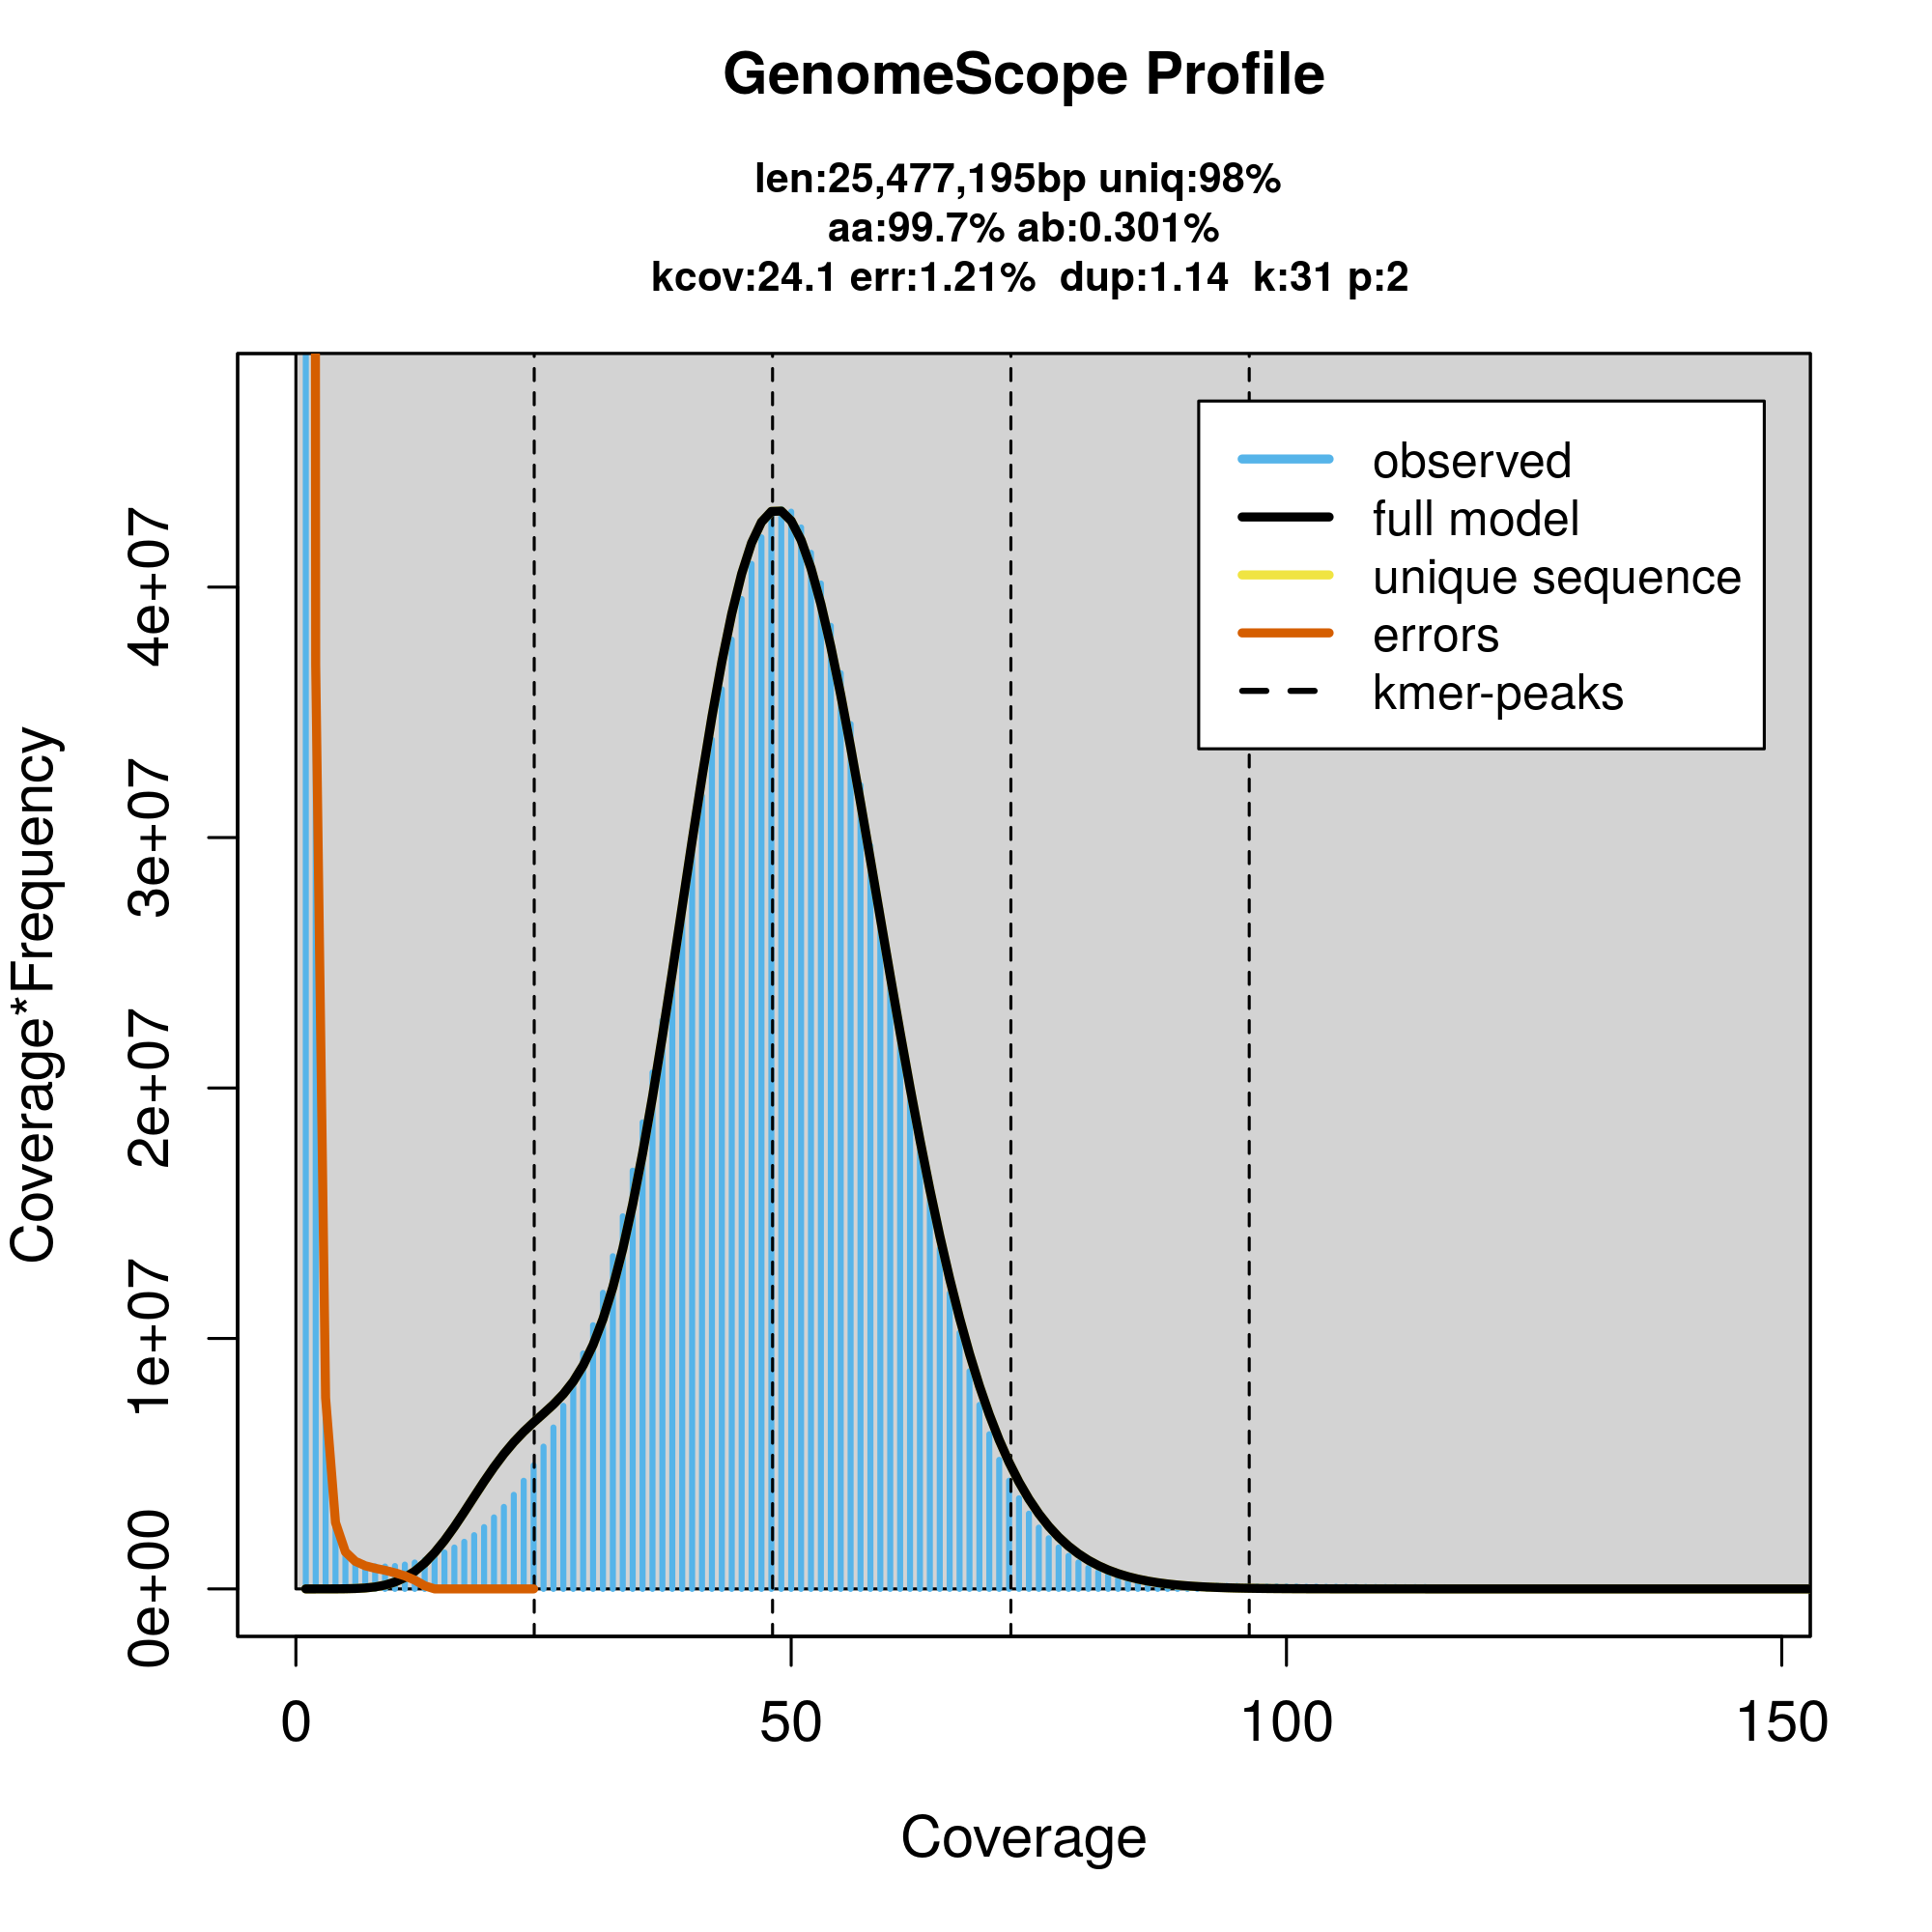 GenomeScope Profile
len:25,477,195bp uniq:98%
aa:99.7% ab:0.301%
kcov:24.1 err:1.21% dup:1.14 k:31 p:2
observed
full model
unique sequence
errors
kmer-peaks
Coverage*Frequency
4e+07
3e+07
2e+07
1e+07
0e+00
0
50
100
150
Coverage